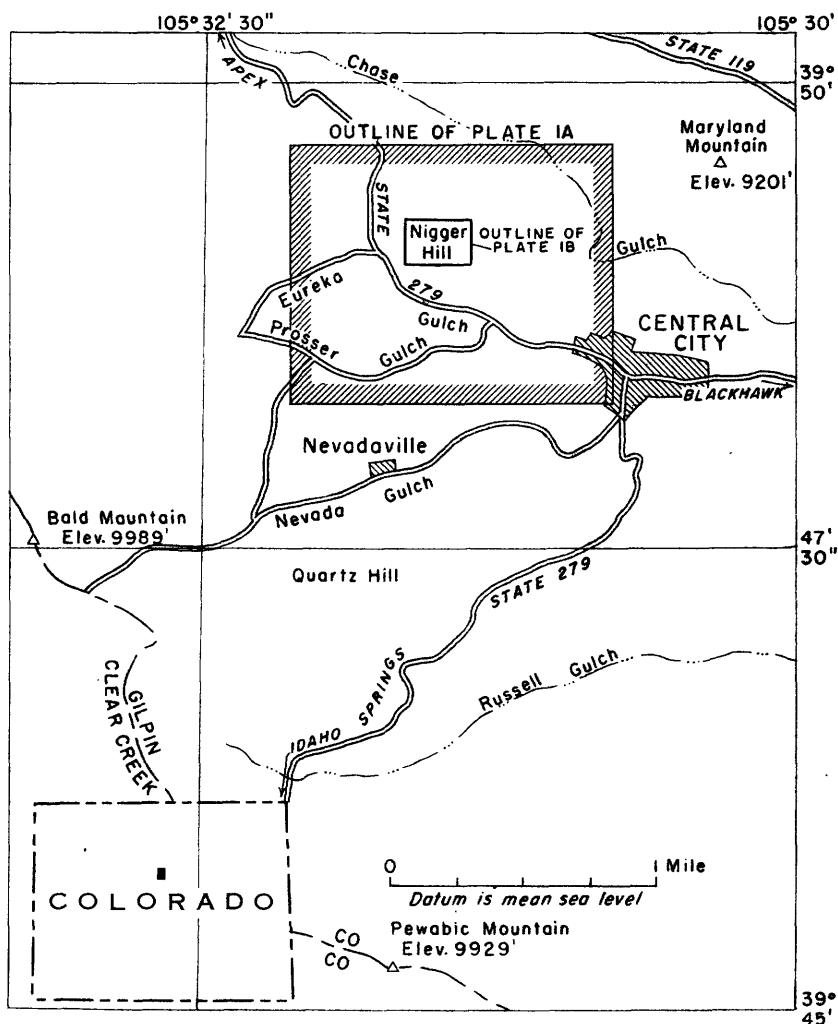 105° 32' 30"
105° 30'
STATE 119
39°
50'
APEX
Chase
OUTLINE OF PLATE IA
Maryland
Mountain
Elev. 9201'
STATE
Nigger
Hill
OUTLINE OF
PLATE IB
Gulch
Eureka
279
Gulch
Prosser
Gulch
CENTRAL
CITY
BLACKHAWK
Nevadaville
Gulch
Nevada
Bald Mountain
Elev. 9989'
47'
30"
Quartz Hill
STATE 279
Russell Gulch
IDAHO SPRINGS
GILPIN
CLEAR CREEK
0 1 Mile
Datum is mean sea level
COLORADO
Pewabic Mountain
Elev. 9929'
CO
CO
39°
45'